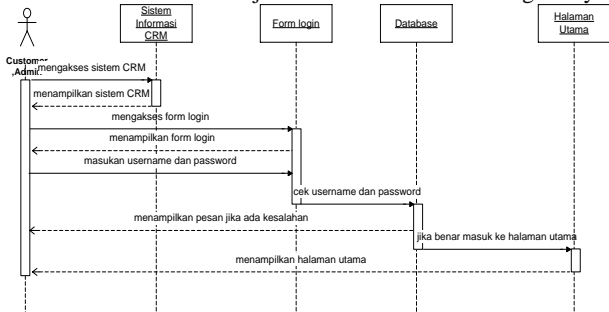 Sistem
Informasi
CRM
Form login
Database
Halaman
Utama
Customer
,Admin
mengakses sistem CRM
menampilkan sistem CRM
mengakses form login
menampilkan form login
masukan username dan password
cek username dan password
menampilkan pesan jika ada kesalahan
jika benar masuk ke halaman utama
menampilkan halaman utama